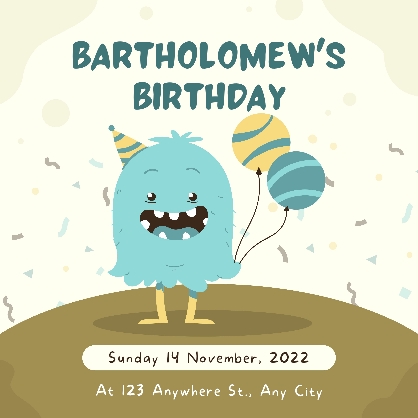 BARTHOLOMEW'S
BIRTHDAY
Sunday 14 November, 2022
At 123 Anywhere St., Any City